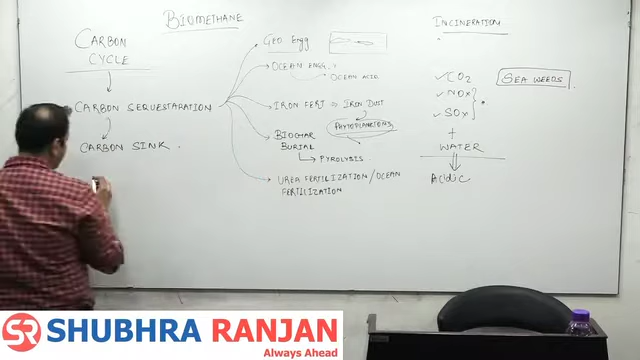 BIOMETHANE
CARBON
CYCLE
CARBON SEQUESTARATION
CARBON SINK.
GEO Engg
OCEAN ENGG.
OCEAN ACID
IRON FERT ⇒ IRON DUST
PHYTOPLANKTONS
BIOCHAR
BURIAL
PYROLYSIS
UREA FERTILIZATION/OCEAN
FERTILIZATION
INCINERATION
CO2
NOx
SOx
+
WATER
Acidic
SEA WEEDS
SR SHUBHRA RANJAN
Always Ahead